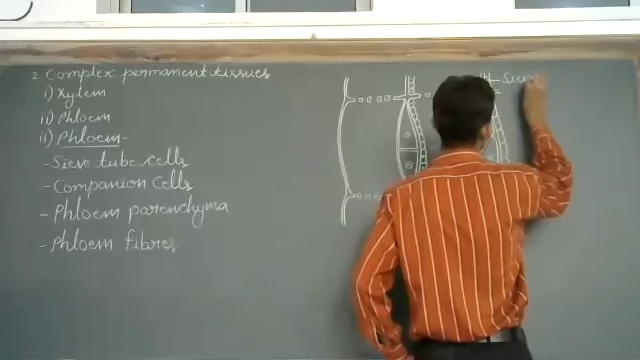 2. Complex permanent tissues
i) Xylem
ii) Phloem
ii) Phloem-
- Sieve tube cells
- Companion cells
- Phloem parenchyma
- Phloem fibres